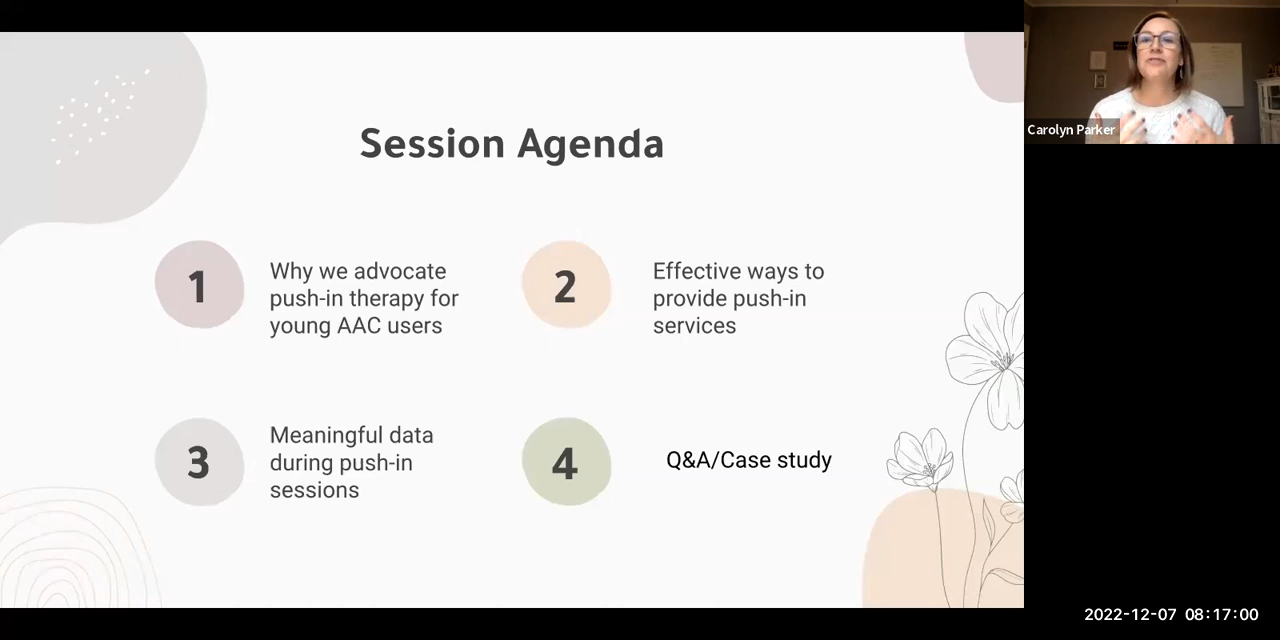 Session Agenda
1
Why we advocate
push-in therapy for
young AAC users
2
Effective ways to
provide push-in
services
3
Meaningful data
during push-in
sessions
4
Q&A/Case study
Carolyn Parker
2022-12-07 08:17:00